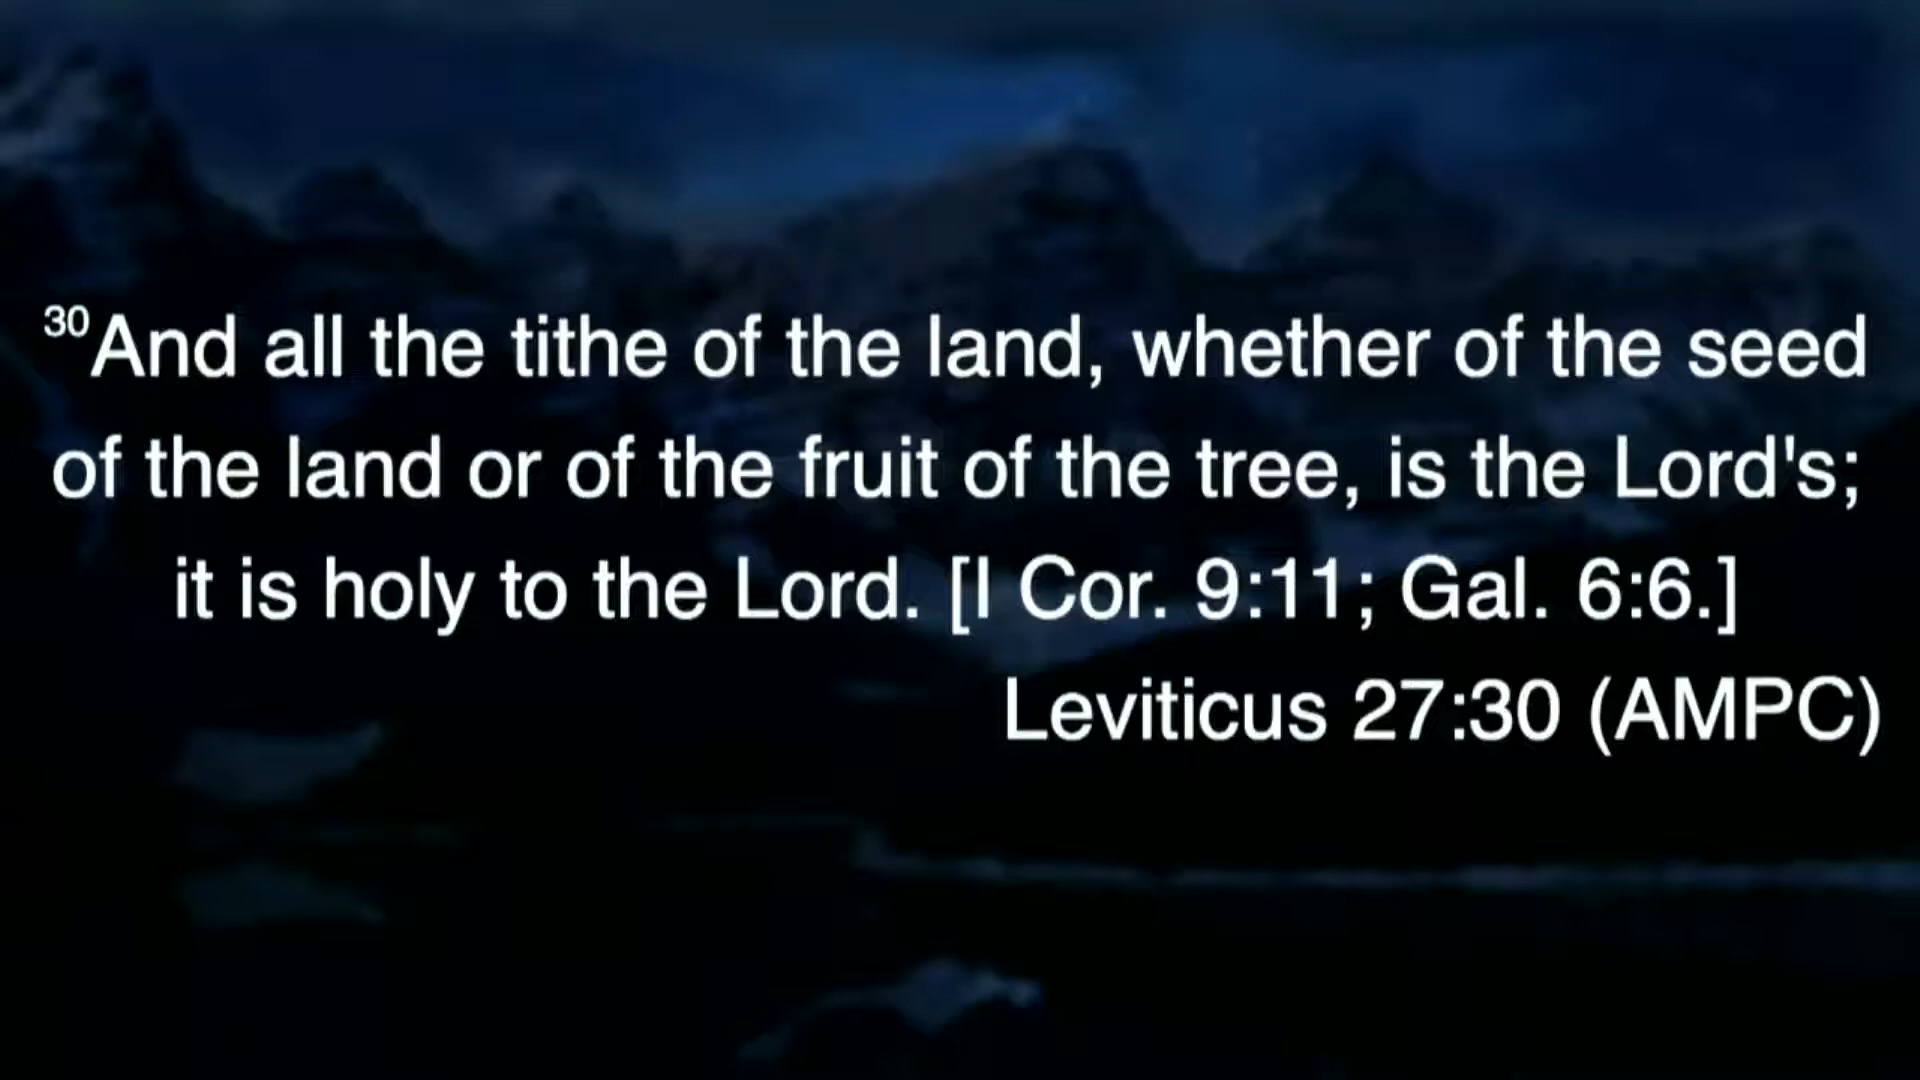 30And all the tithe of the land, whether of the seed
of the land or of the fruit of the tree, is the Lord's;
it is holy to the Lord. [I Cor. 9:11; Gal. 6:6.]
Leviticus 27:30 (AMPC)